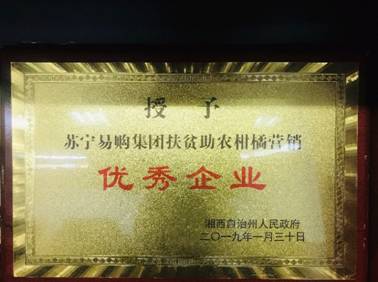 授予
苏宁易购集团扶贫助农柑橘营销
优秀企业
湘西自治州人民政府
二〇一九年一月三十日